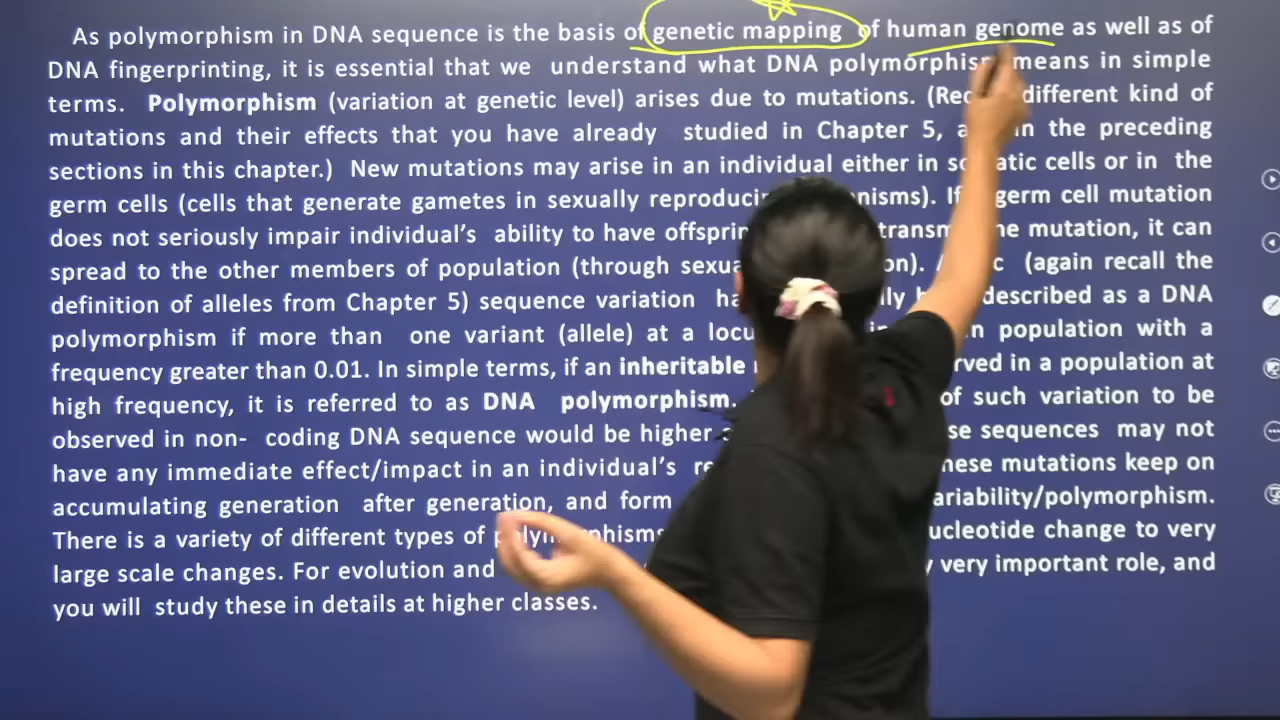 As polymorphism in DNA sequence is the basis of genetic mapping of human genome as well as of
DNA fingerprinting, it is essential that we understand what DNA polymorphism means in simple
terms. Polymorphism (variation at genetic level) arises due to mutations. (Rec different kind of
mutations and their effects that you have already studied in Chapter 5, a in the preceding
sections in this chapter.) New mutations may arise in an individual either in somatic cells or in the
germ cells (cells that generate gametes in sexually reproducing organisms). If germ cell mutation
does not seriously impair individual's ability to have offspring transm the mutation, it can
spread to the other members of population (through sexual on). (again recall the
definition of alleles from Chapter 5) sequence variation ha ly described as a DNA
polymorphism if more than one variant (allele) at a locus in population with a
frequency greater than 0.01. In simple terms, if an inheritable rved in a population at
high frequency, it is referred to as DNA polymorphism. of such variation to be
observed in non- coding DNA sequence would be higher se sequences may not
have any immediate effect/impact in an individual's re hese mutations keep on
accumulating generation after generation, and form ariability/polymorphism.
There is a variety of different types of polymorphisms ucleotide change to very
large scale changes. For evolution and very important role, and
you will study these in details at higher classes.